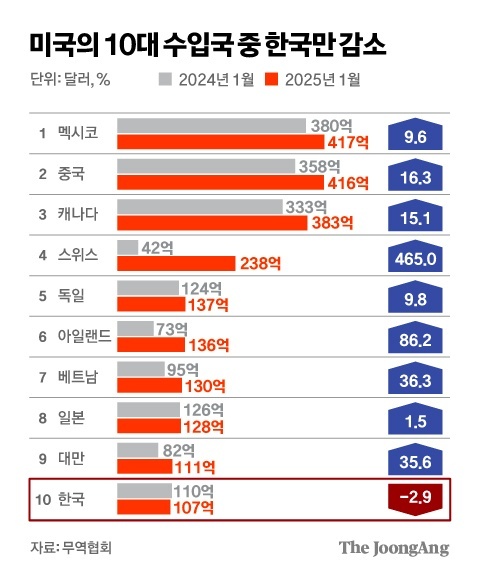 미국의 10대 수입국 중 한국만 감소
단위: 달러, % 2024년 1월 2025년 1월
1 멕시코 380억 417억 9.6
2 중국 358억 416억 16.3
3 캐나다 333억 383억 15.1
4 스위스 42억 238억 465.0
5 독일 124억 137억 9.8
6 아일랜드 73억 136억 86.2
7 베트남 95억 130억 36.3
8 일본 126억 128억 1.5
9 대만 82억 111억 35.6
10 한국 110억 107억 -2.9
자료: 무역협회 The JoongAng